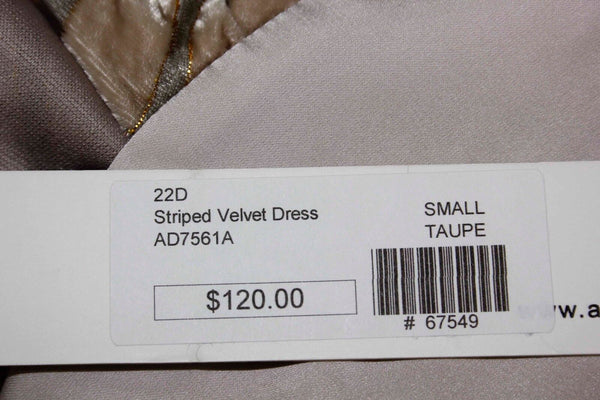 22D
Striped Velvet Dress
AD7561A
SMALL
TAUPE
$120.00
# 67549